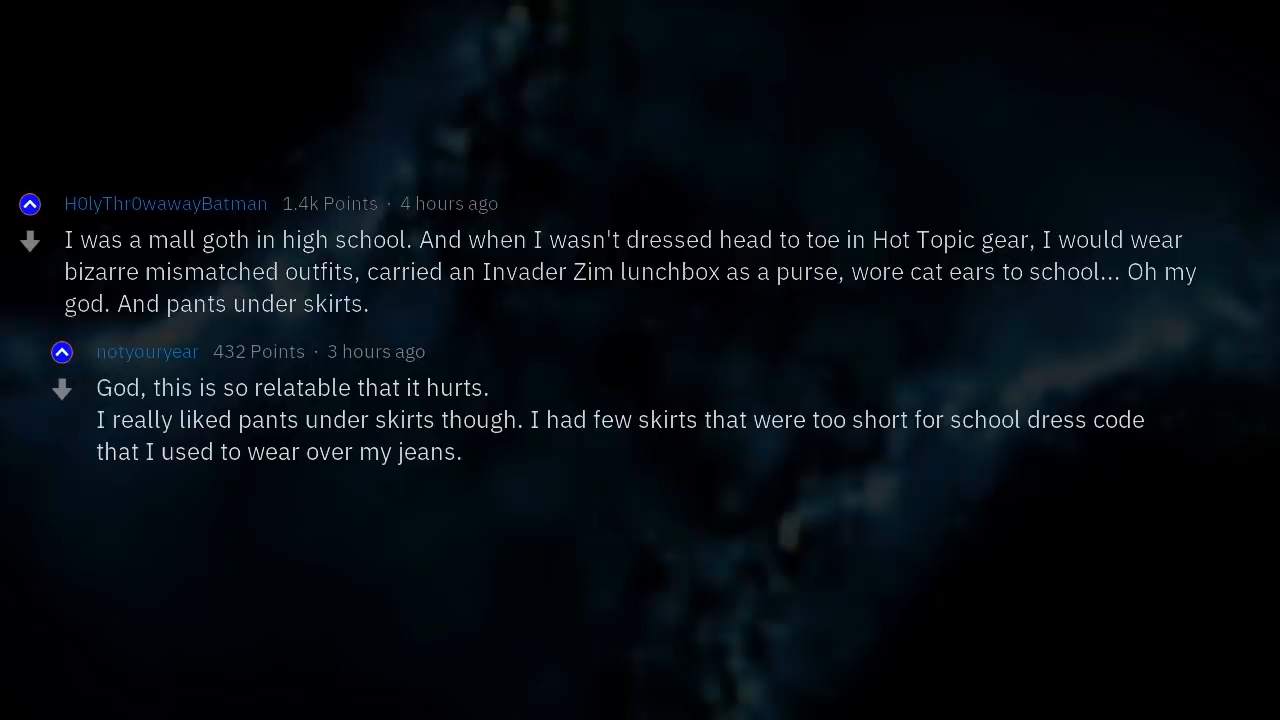 H0lyThr0wawayBatman 1.4k Points · 4 hours ago
I was a mall goth in high school. And when I wasn't dressed head to toe in Hot Topic gear, I would wear
bizarre mismatched outfits, carried an Invader Zim lunchbox as a purse, wore cat ears to school... Oh my
god. And pants under skirts.
notyouryear 432 Points · 3 hours ago
God, this is so relatable that it hurts.
I really liked pants under skirts though. I had few skirts that were too short for school dress code
that I used to wear over my jeans.